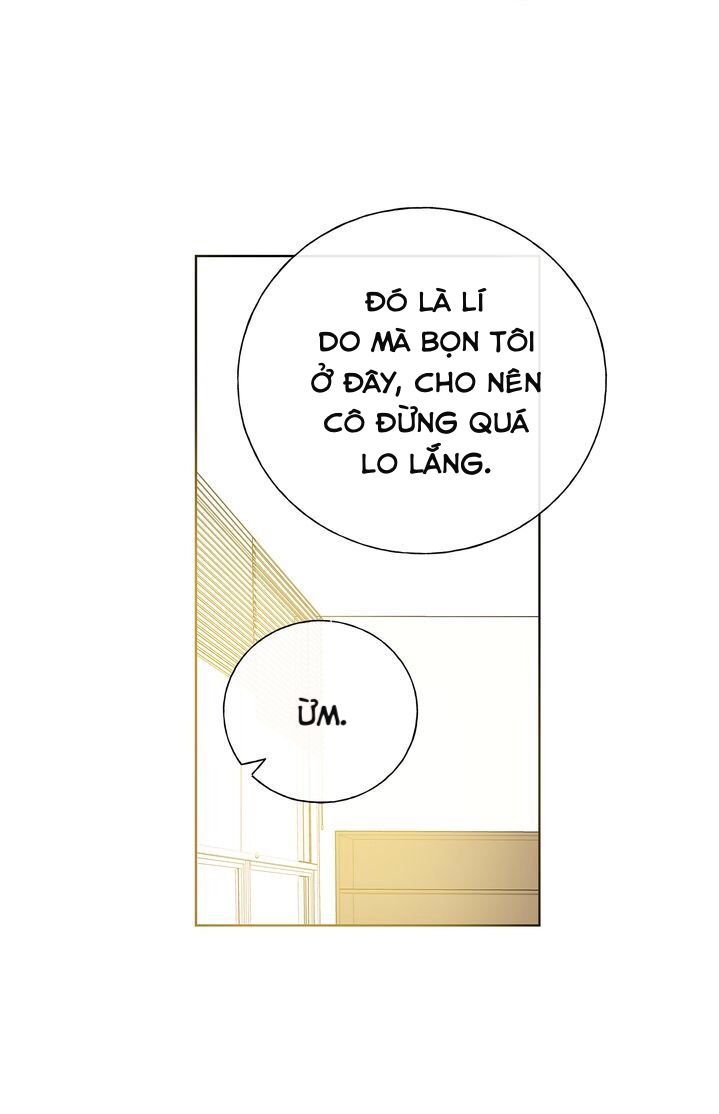 ĐÓ LÀ LÍ
DO MÀ BỌN TÔI
Ở ĐÂY, CHO NÊN
CÔ ĐỪNG QUÁ
LO LẮNG.
ỪM.